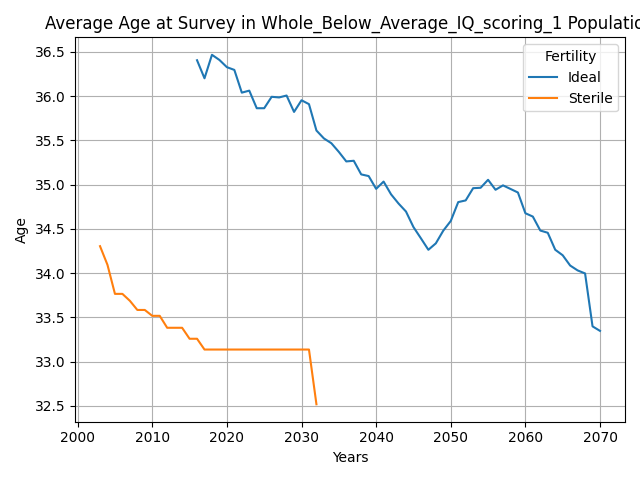 Average Age at Survey in Whole_Below_Average_IQ_scoring_1 Populatio
Fertility
Ideal
Sterile
Age
36.5
36.0
35.5
35.0
34.5
34.0
33.5
33.0
32.5
2000 2010 2020 2030 2040 2050 2060 2070
Years